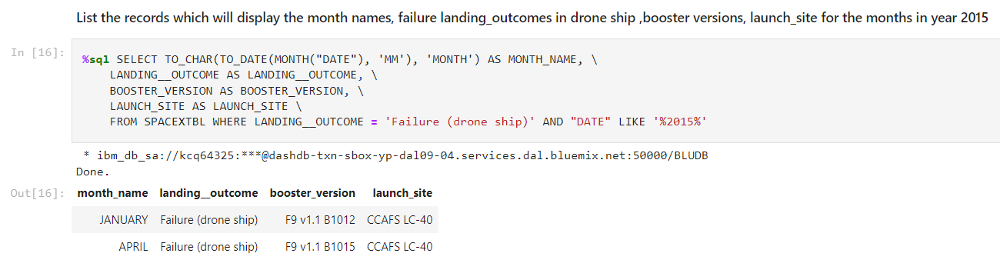 List the records which will display the month names, failure landing_outcomes in drone ship ,booster versions, launch_site for the months in year 2015
In [16]: %sql SELECT TO_CHAR(TO_DATE(MONTH("DATE"), 'MM'), 'MONTH') AS MONTH_NAME, \
LANDING__OUTCOME AS LANDING__OUTCOME, \
BOOSTER_VERSION AS BOOSTER_VERSION, \
LAUNCH_SITE AS LAUNCH_SITE \
FROM SPACEXTBL WHERE LANDING__OUTCOME = 'Failure (drone ship)' AND "DATE" LIKE '%2015%'
* ibm_db_sa://kcq64325:***@dashdb-txn-sbox-yp-dal09-04.services.dal.bluemix.net:50000/BLUDB
Done.
Out[16]: month_name landing__outcome booster_version launch_site
JANUARY Failure (drone ship) F9 v1.1 B1012 CCAFS LC-40
APRIL Failure (drone ship) F9 v1.1 B1015 CCAFS LC-40